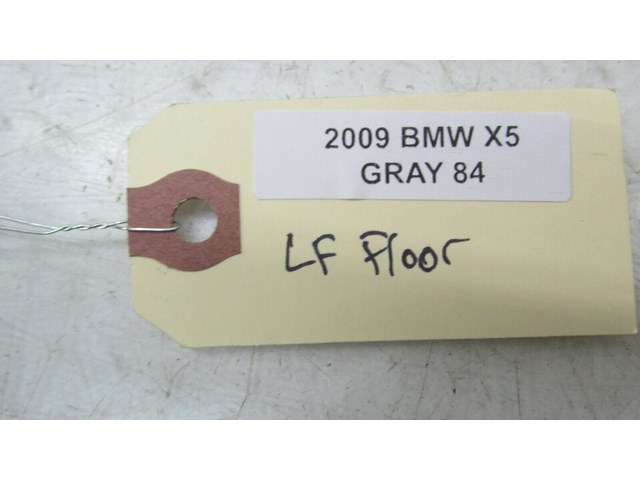 2009 BMW X5
GRAY 84
LF Floor